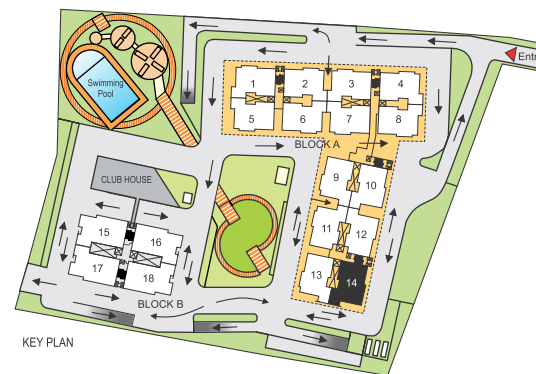 Entr
Swimming
Pool
1 2 3 4
5 6 7 8
BLOCK A
9 10
CLUB HOUSE
11 12
15 16
13 14
17 18
BLOCK B
KEY PLAN